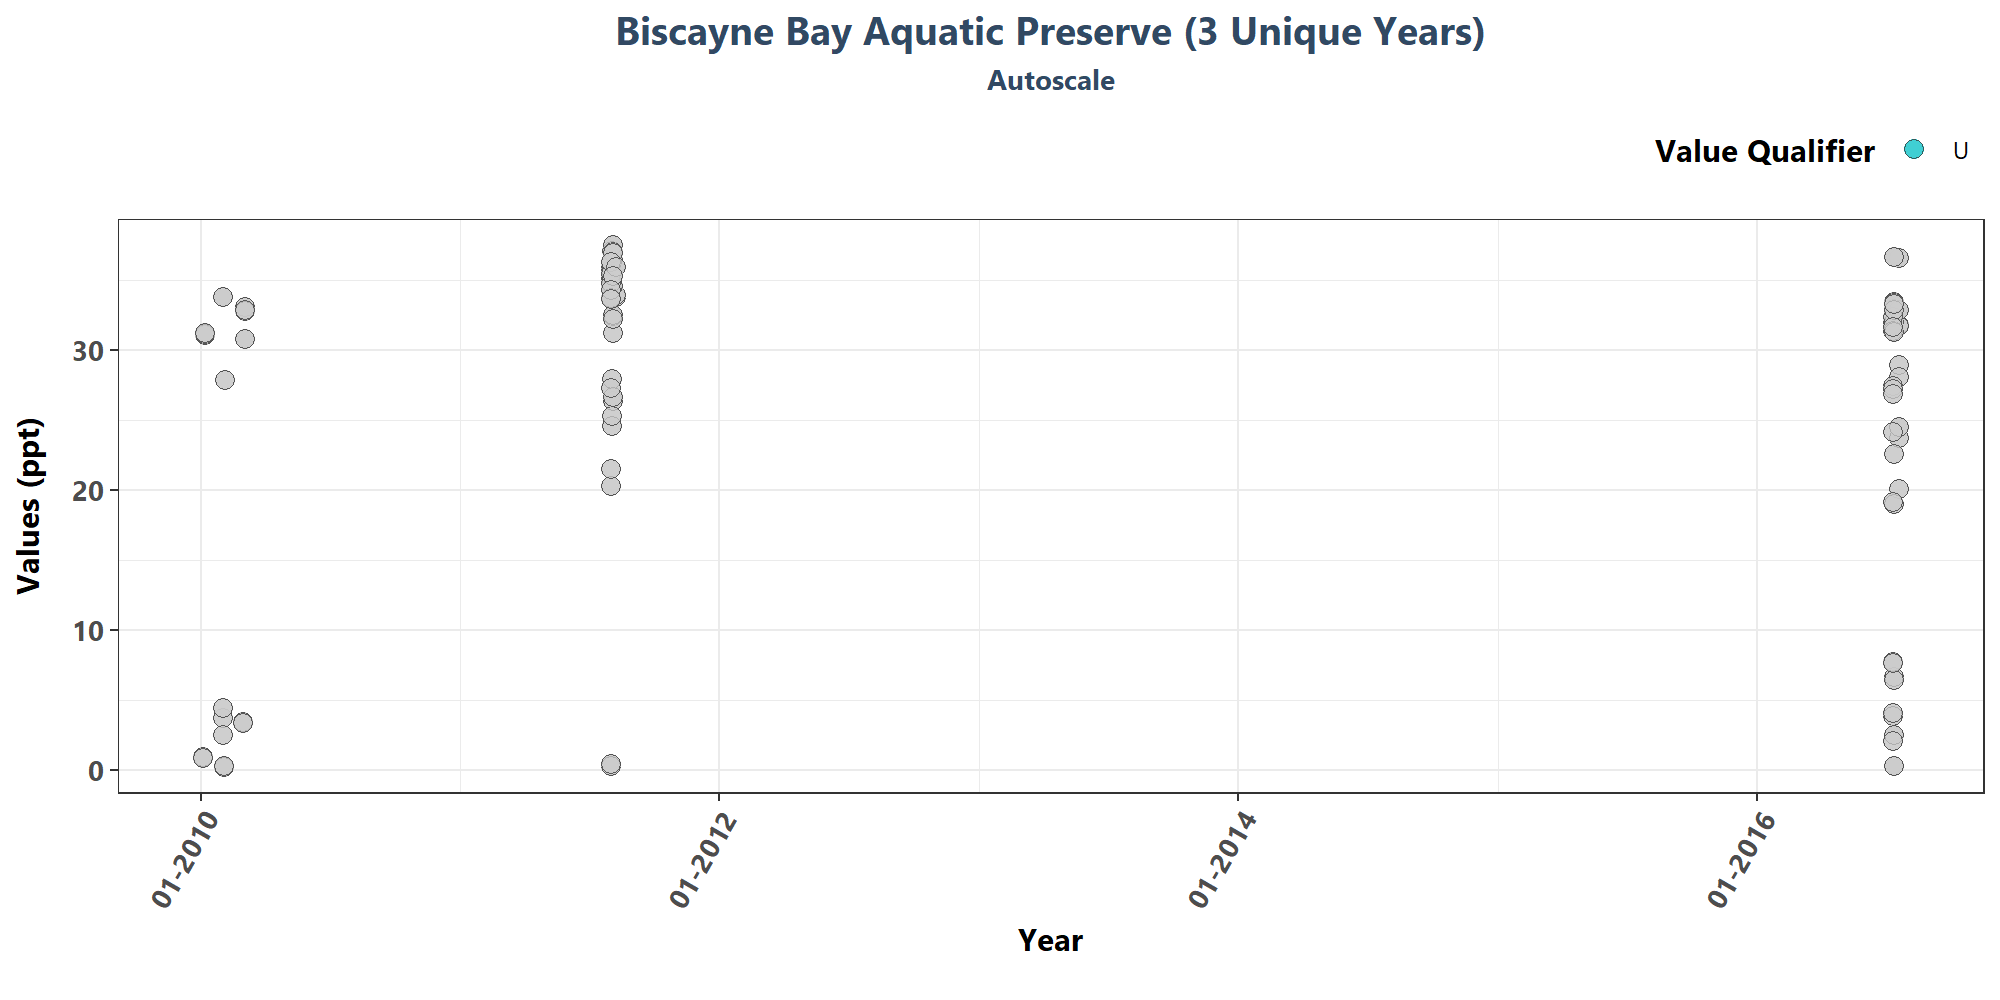 Biscayne Bay Aquatic Preserve (3 Unique Years)
Autoscale
Value Qualifier U
Values (ppt)
30
20
10
0
01-2010 01-2012 01-2014 01-2016
Year